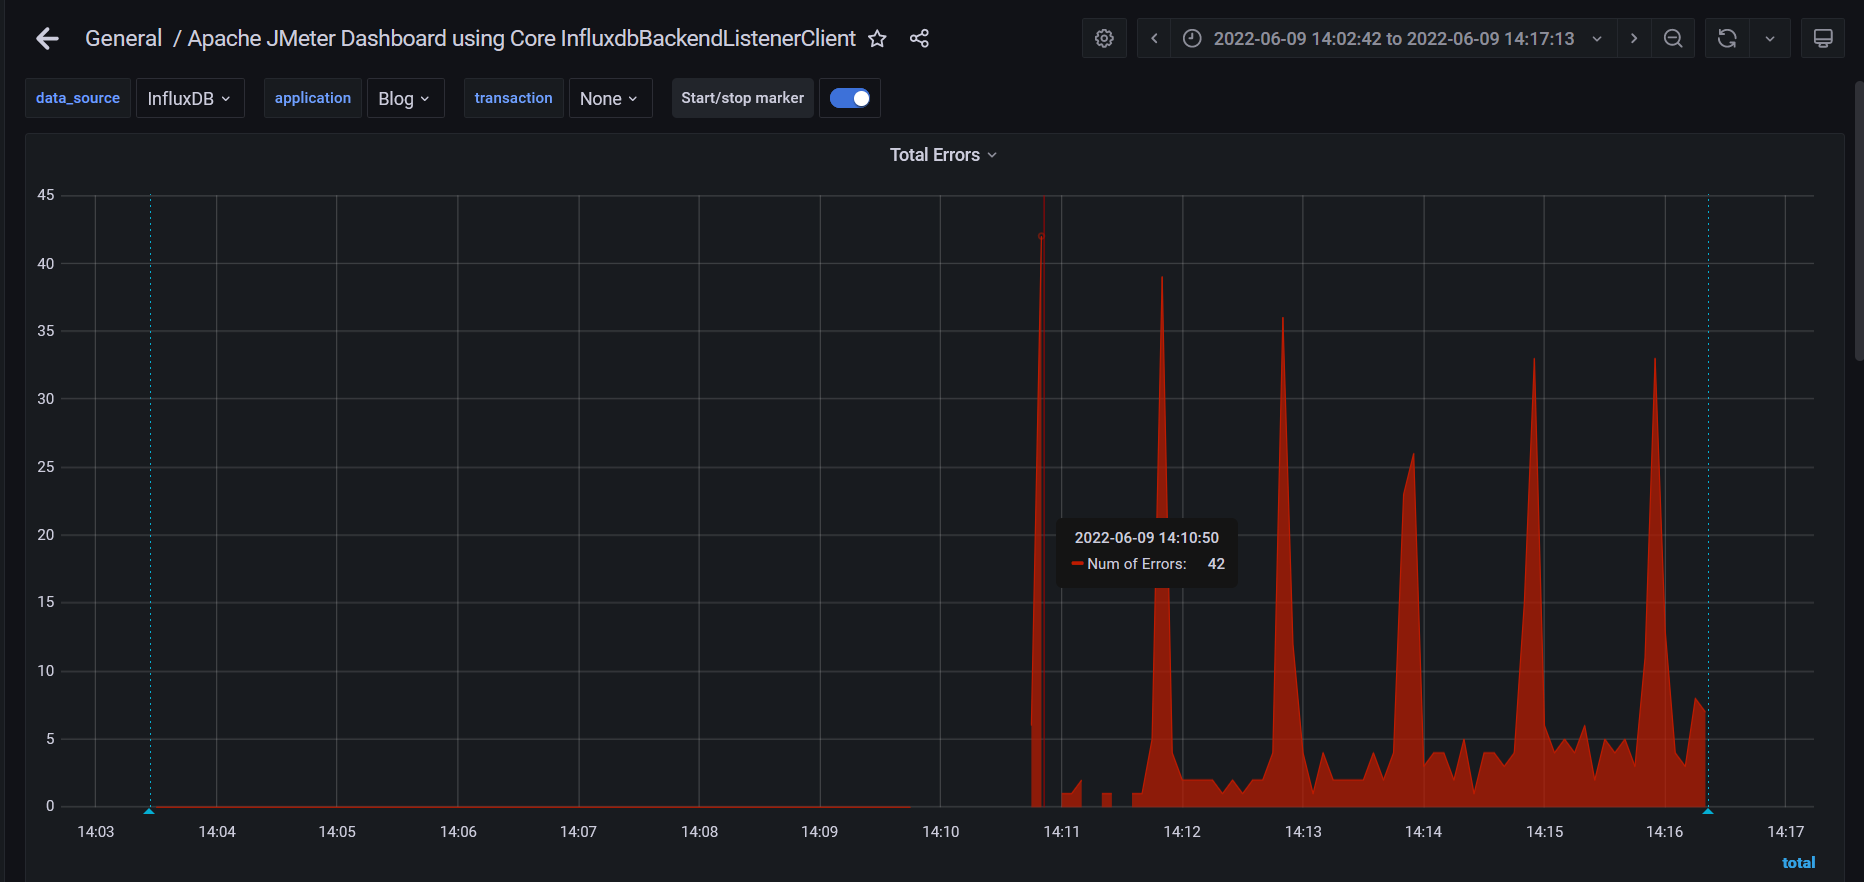 General / Apache JMeter Dashboard using Core InfluxdbBackendListenerClient
2022-06-09 14:02:42 to 2022-06-09 14:17:13
data_source InfluxDB application Blog transaction None Start/stop marker
Total Errors
45
40
35
30
25
20
15
10
5
0
2022-06-09 14:10:50
Num of Errors: 42
14:03 14:04 14:05 14:06 14:07 14:08 14:09 14:10 14:11 14:12 14:13 14:14 14:15 14:16 14:17
total